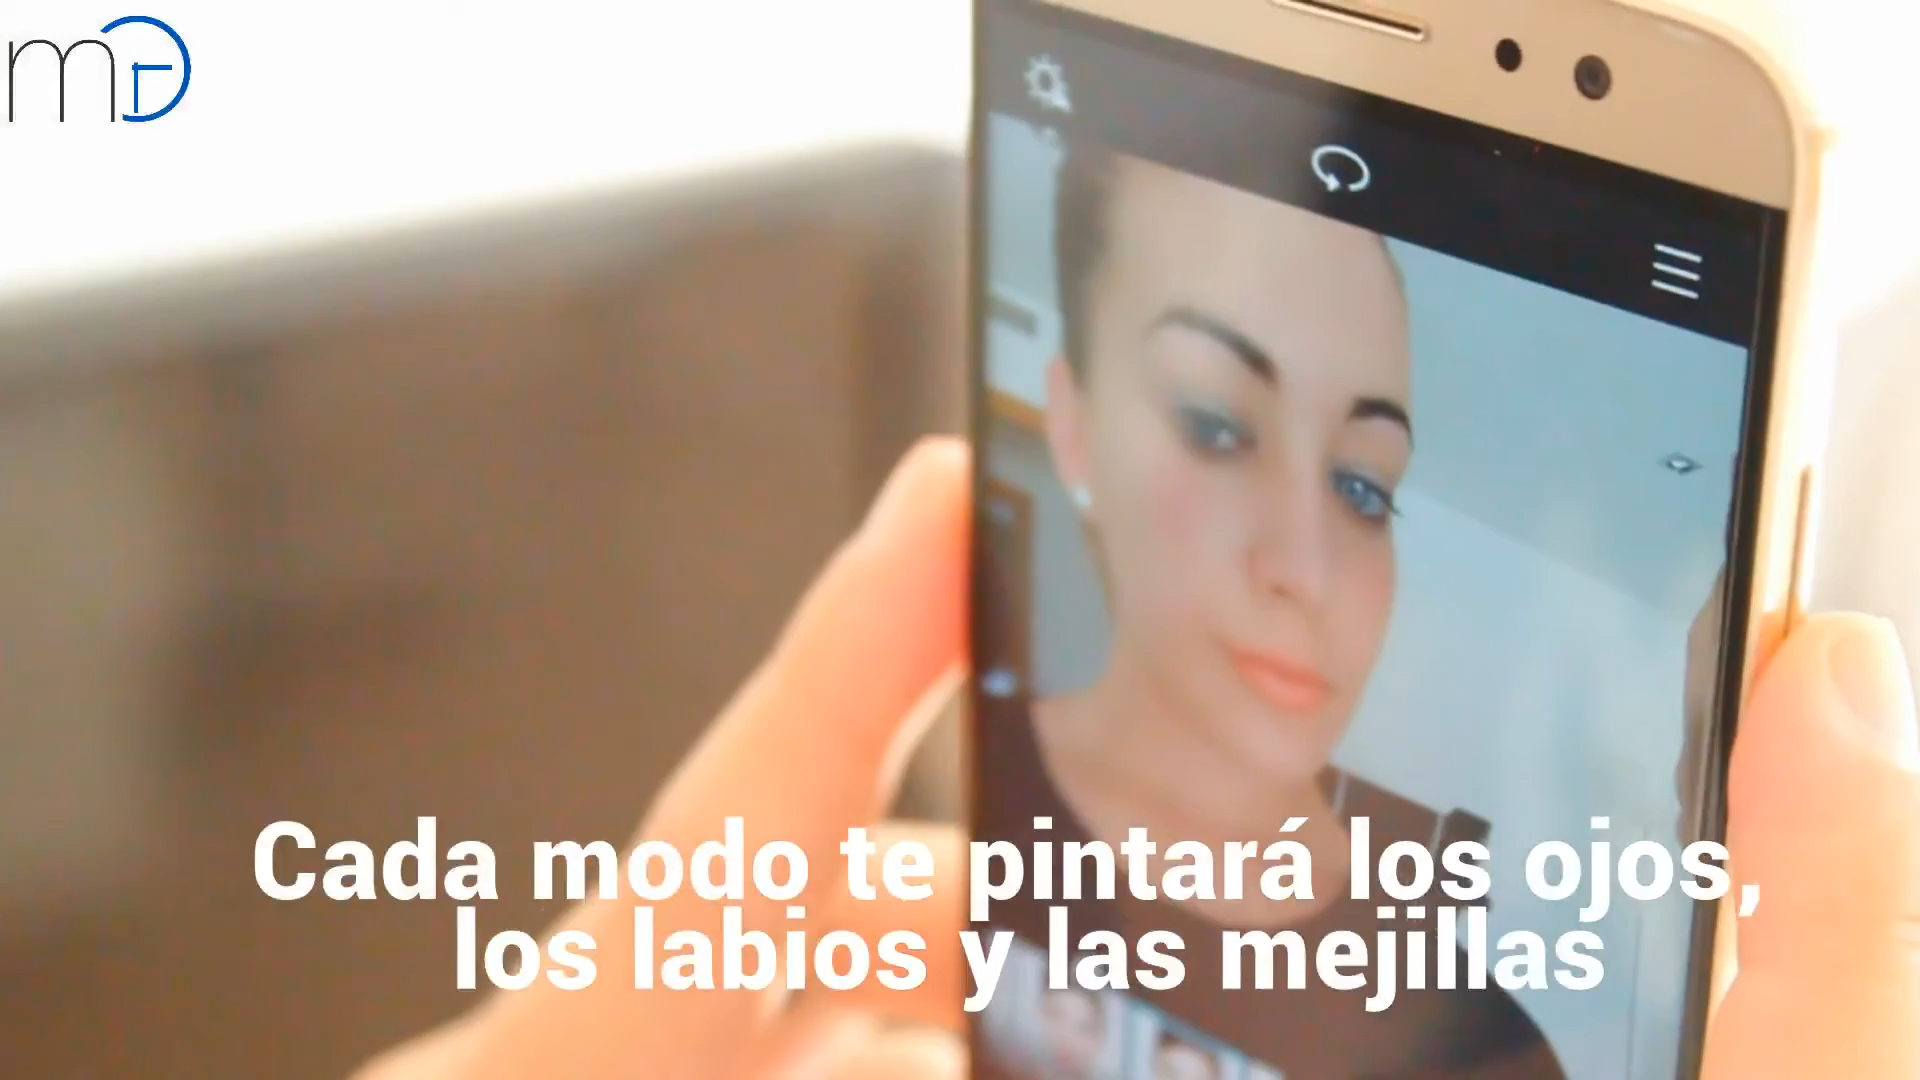 Cada modo te pintará los ojos,
los labios y las mejillas